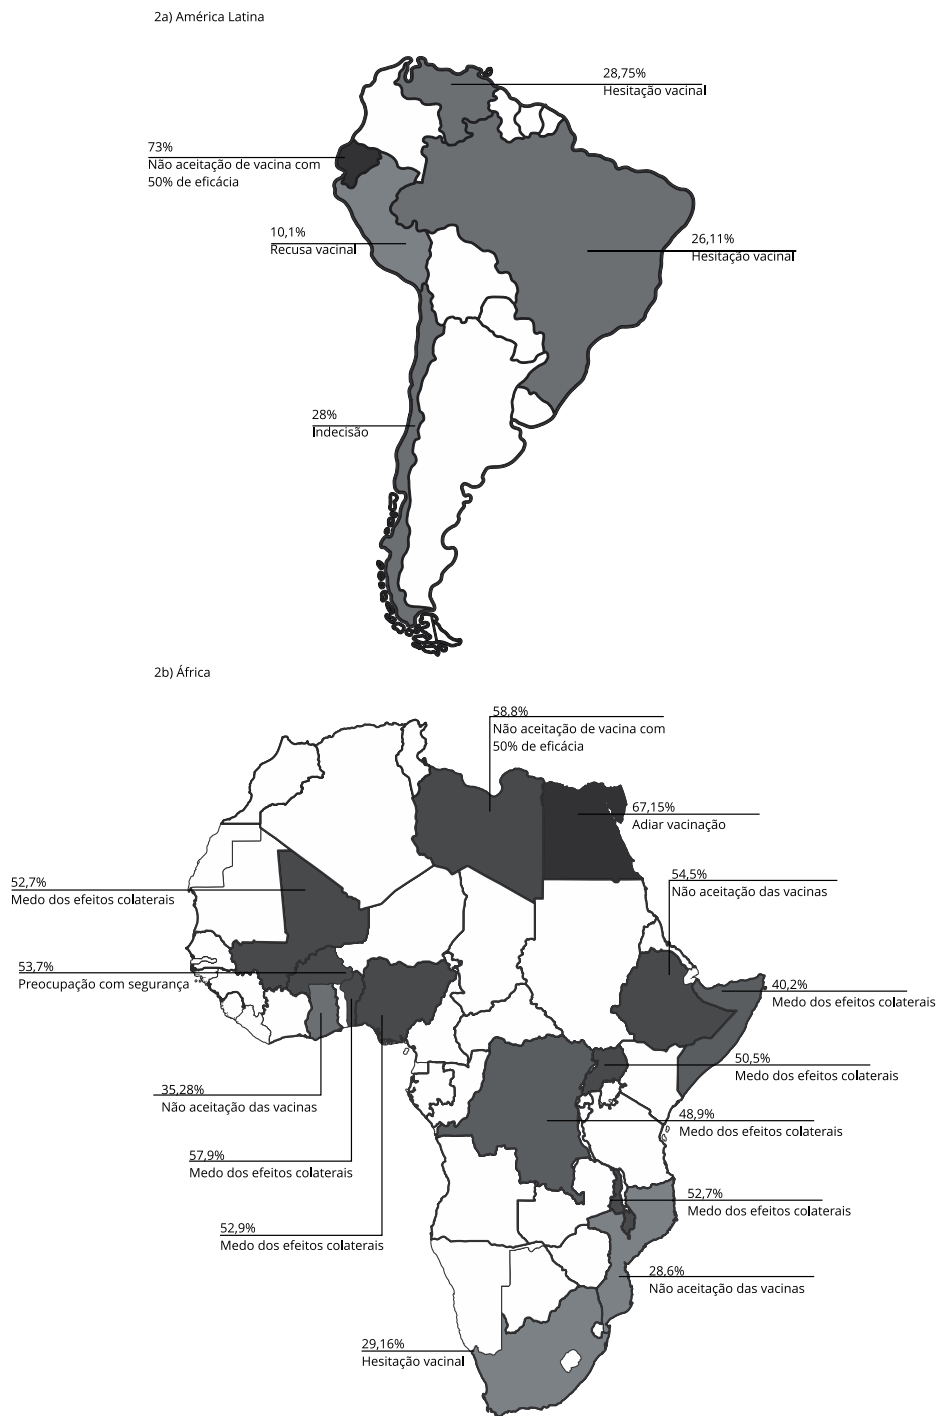 2a) América Latina
28,75%
Hesitação vacinal
73%
Não aceitação de vacina com
50% de eficácia
10,1%
Recusa vacinal
26,11%
Hesitação vacinal
28%
Indecisão
2b) África
58,8%
Não aceitação de vacina com
50% de eficácia
67,15%
Adiar vacinação
52,7%
Medo dos efeitos colaterais
54,5%
Não aceitação das vacinas
53,7%
Preocupação com segurança
40,2%
Medo dos efeitos colaterais
50,5%
Medo dos efeitos colaterais
35,28%
Não aceitação das vacinas
48,9%
Medo dos efeitos colaterais
57,9%
Medo dos efeitos colaterais
52,7%
Medo dos efeitos colaterais
52,9%
Medo dos efeitos colaterais
28,6%
Não aceitação das vacinas
29,16%
Hesitação vacinal